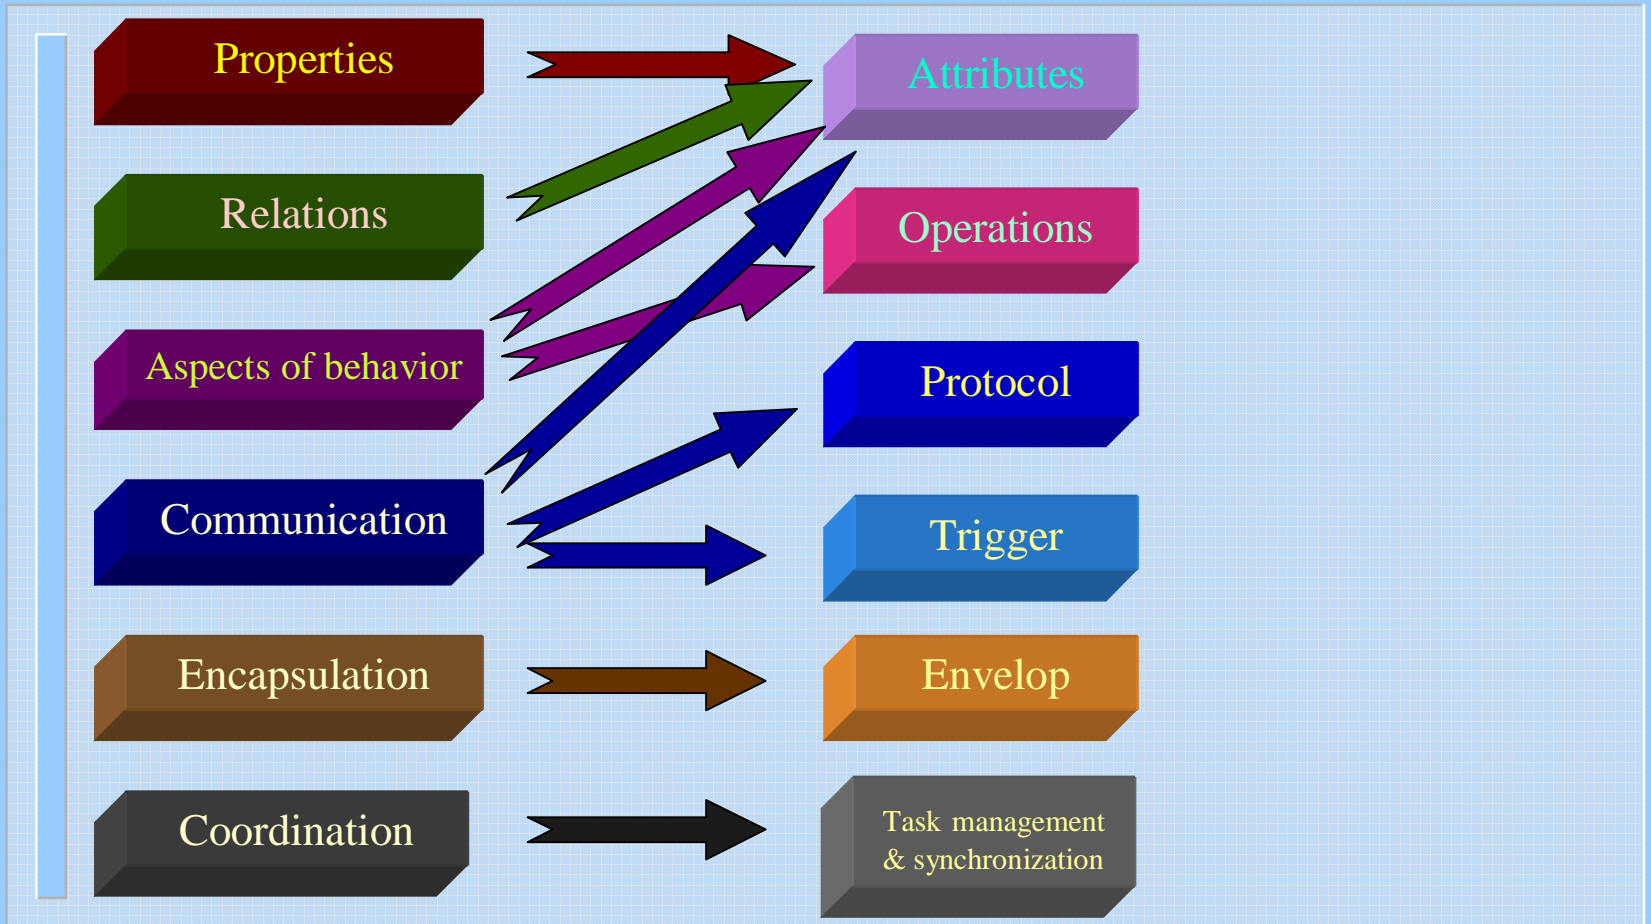 Properties
Attributes
Relations
Operations
Aspects of behavior
Protocol
Communication
Trigger
Encapsulation
Envelop
Coordination
Task management
& synchronization